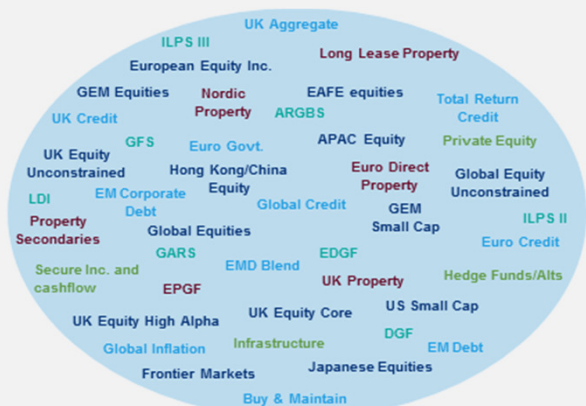 UK Aggregate
ILPS III
Long Lease Property
European Equity Inc.
GEM Equities
Nordic
Property
EAFE equities
Total Return
Credit
UK Credit
ARGBS
GFS
Euro Govt.
APAC Equity
Private Equity
UK Equity
Unconstrained
Hong Kong/China
Equity
Euro Direct
Property
Global Equity
Unconstrained
LDI
EM Corporate
Debt
Global Credit
GEM
Small Cap
ILPS II
Property
Secondaries
Global Equities
Euro Credit
GARS
EMD Blend
EDGF
Secure Inc. and
cashflow
EPGF
UK Property
Hedge Funds/Alts
UK Equity High Alpha
UK Equity Core
US Small Cap
Global Inflation
Infrastructure
DGF
EM Debt
Frontier Markets
Japanese Equities
Buy & Maintain